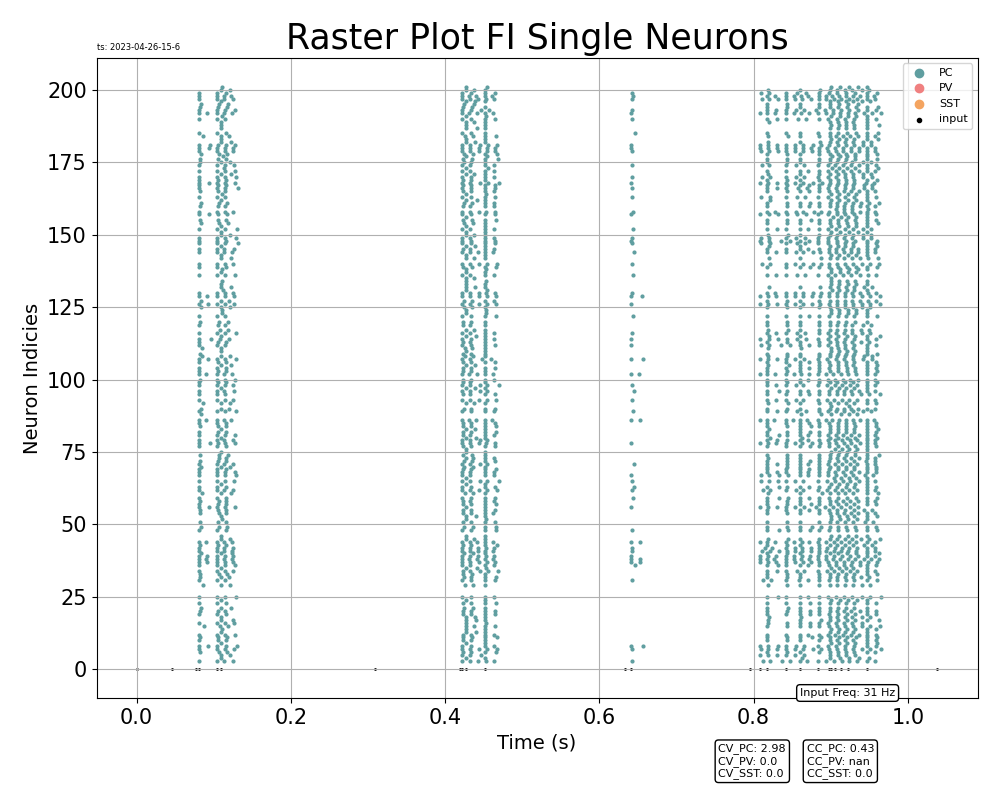 Raster Plot FI Single Neurons
ts: 2023-04-26-15-6
PC
PV
SST
input
200
175
150
125
100
75
50
25
0
Neuron Indicies
0.0 0.2 0.4 0.6 0.8 1.0
Time (s)
Input Freq: 31 Hz
CV_PC: 2.98
CV_PV: 0.0
CV_SST: 0.0
CC_PC: 0.43
CC_PV: nan
CC_SST: 0.0